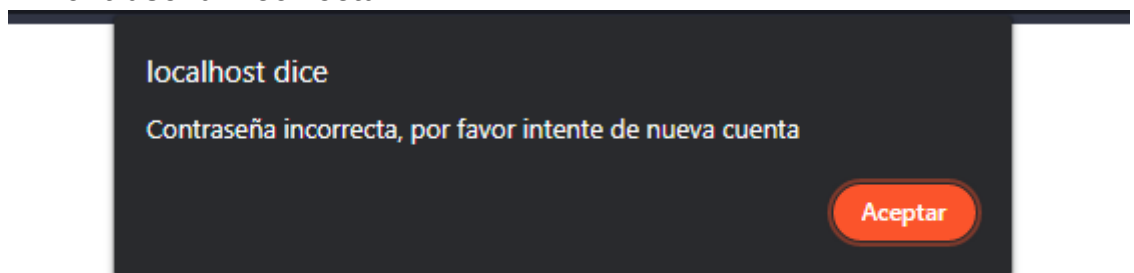 localhost dice
Contraseña incorrecta, por favor intente de nueva cuenta
Aceptar